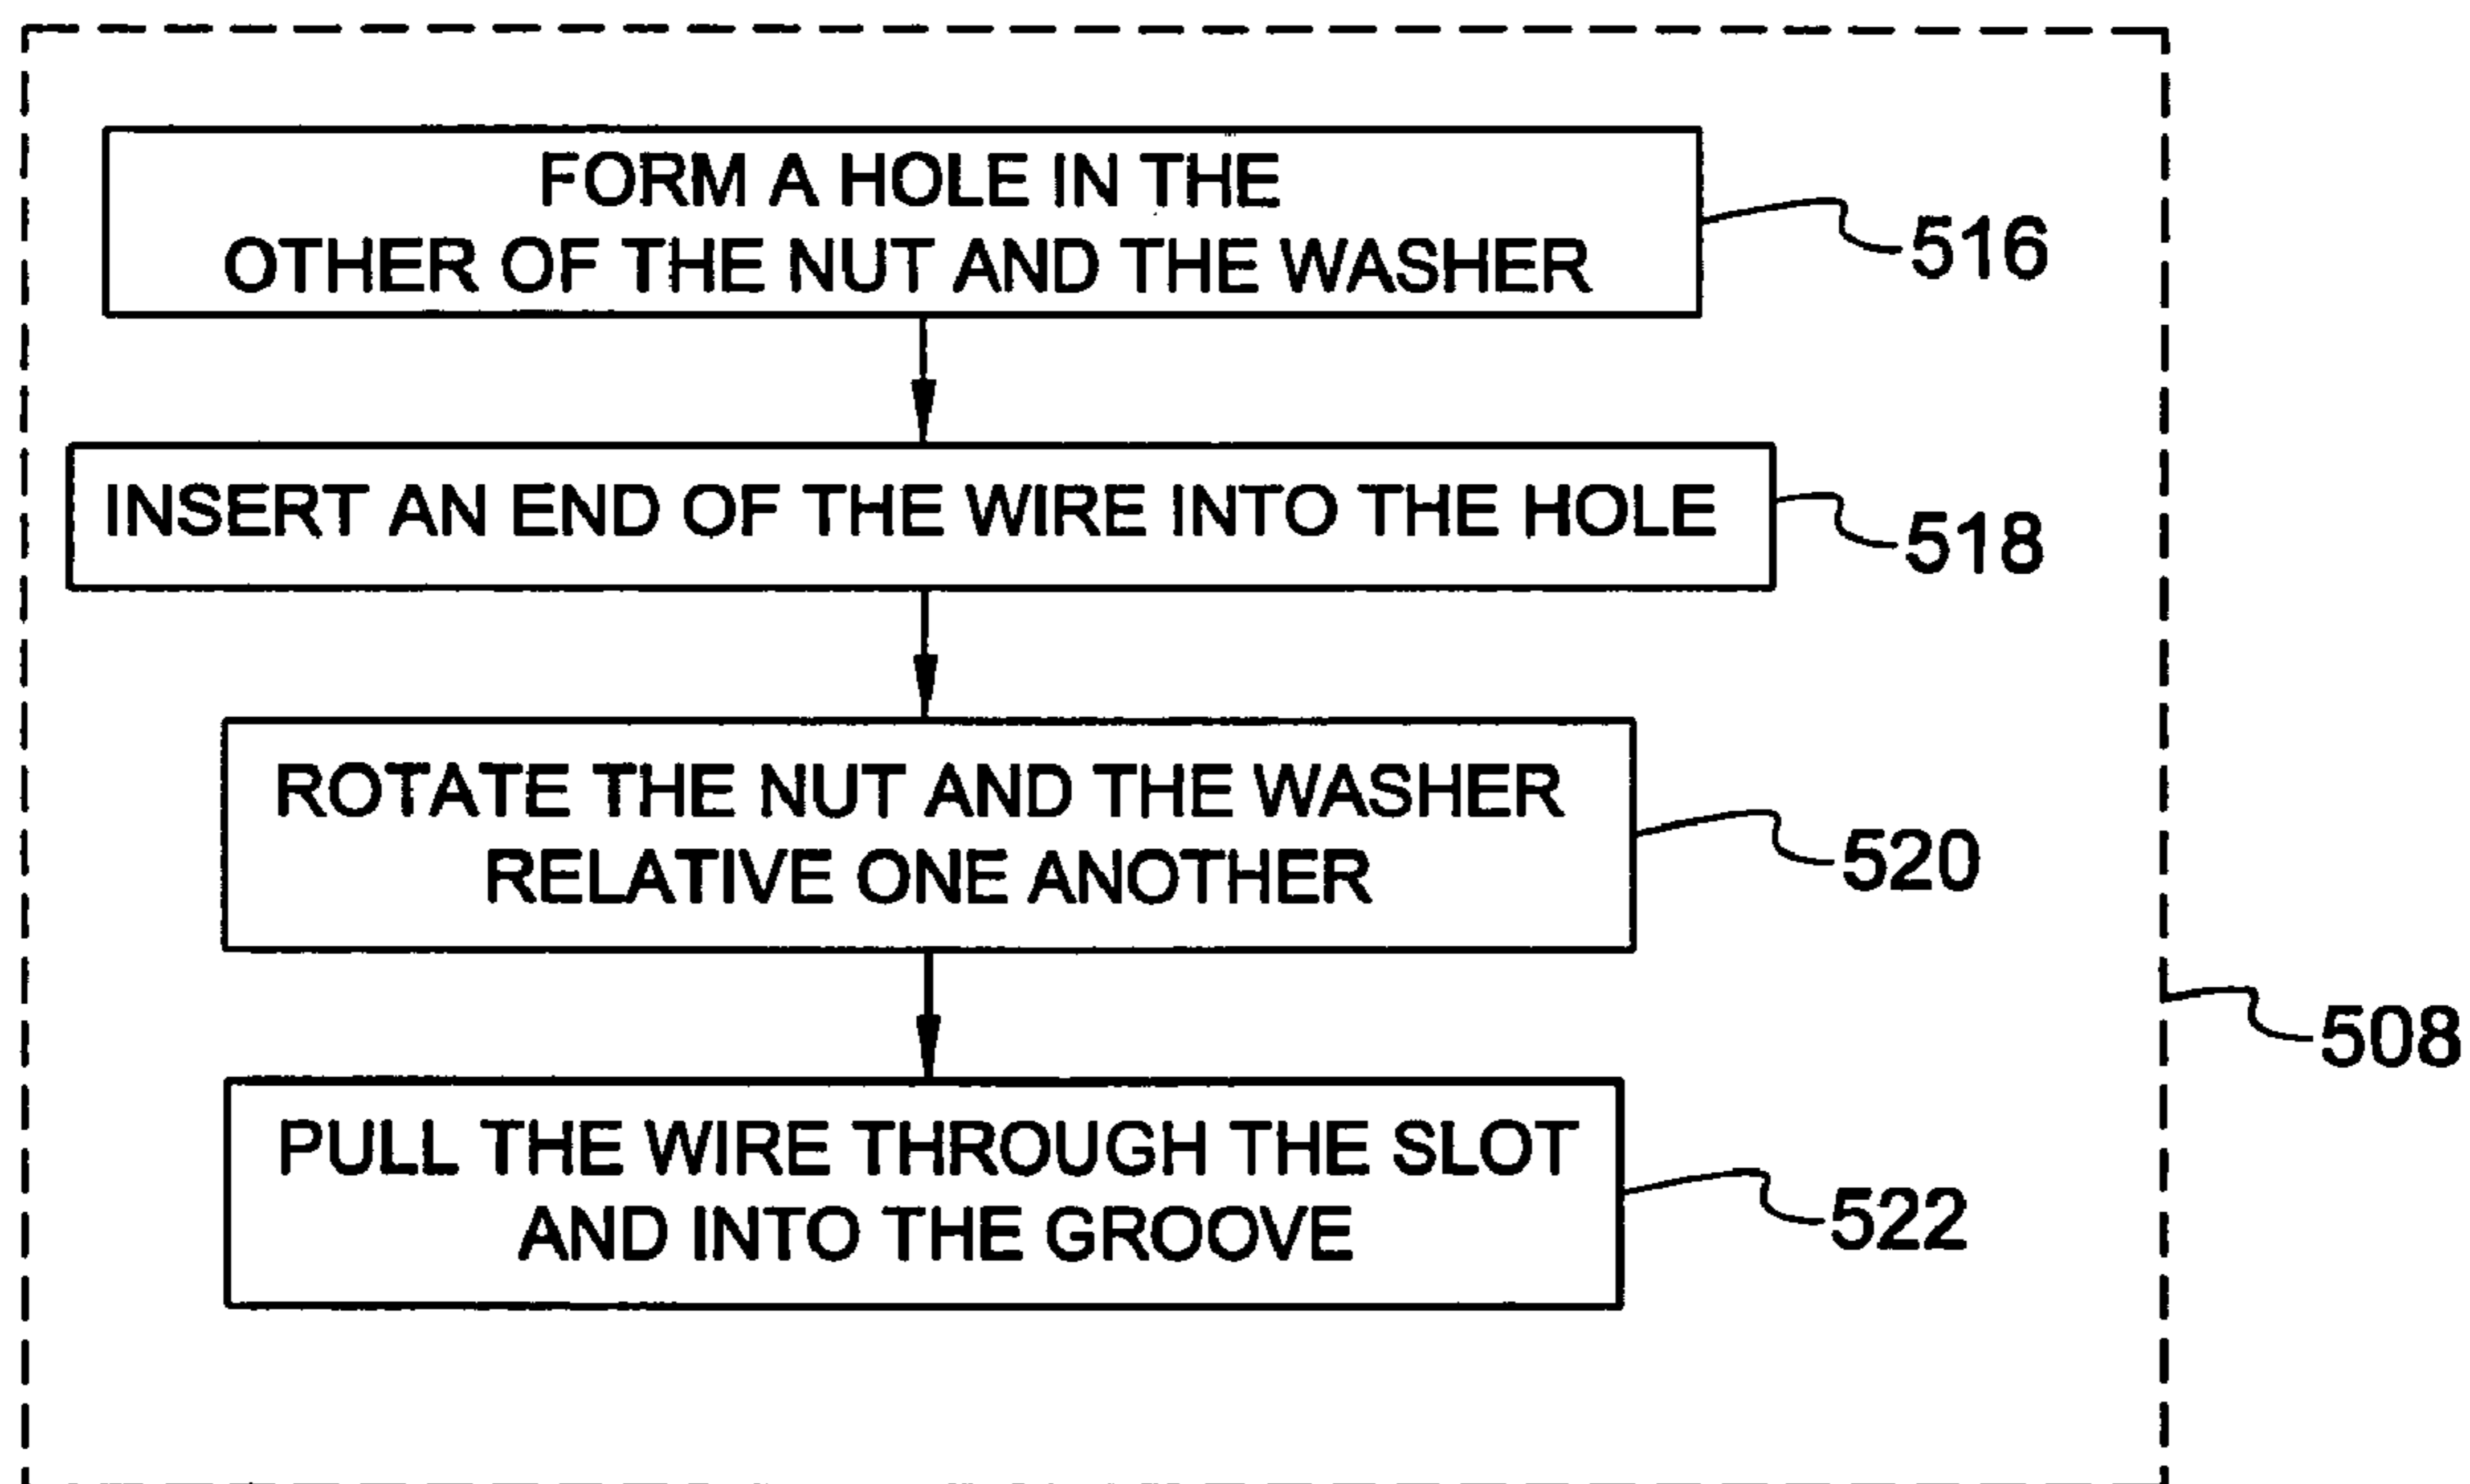 FORM A HOLE IN THE
OTHER OF THE NUT AND THE WASHER
516
INSERT AN END OF THE WIRE INTO THE HOLE
518
ROTATE THE NUT AND THE WASHER
RELATIVE ONE ANOTHER
520
508
PULL THE WIRE THROUGH THE SLOT
AND INTO THE GROOVE
522